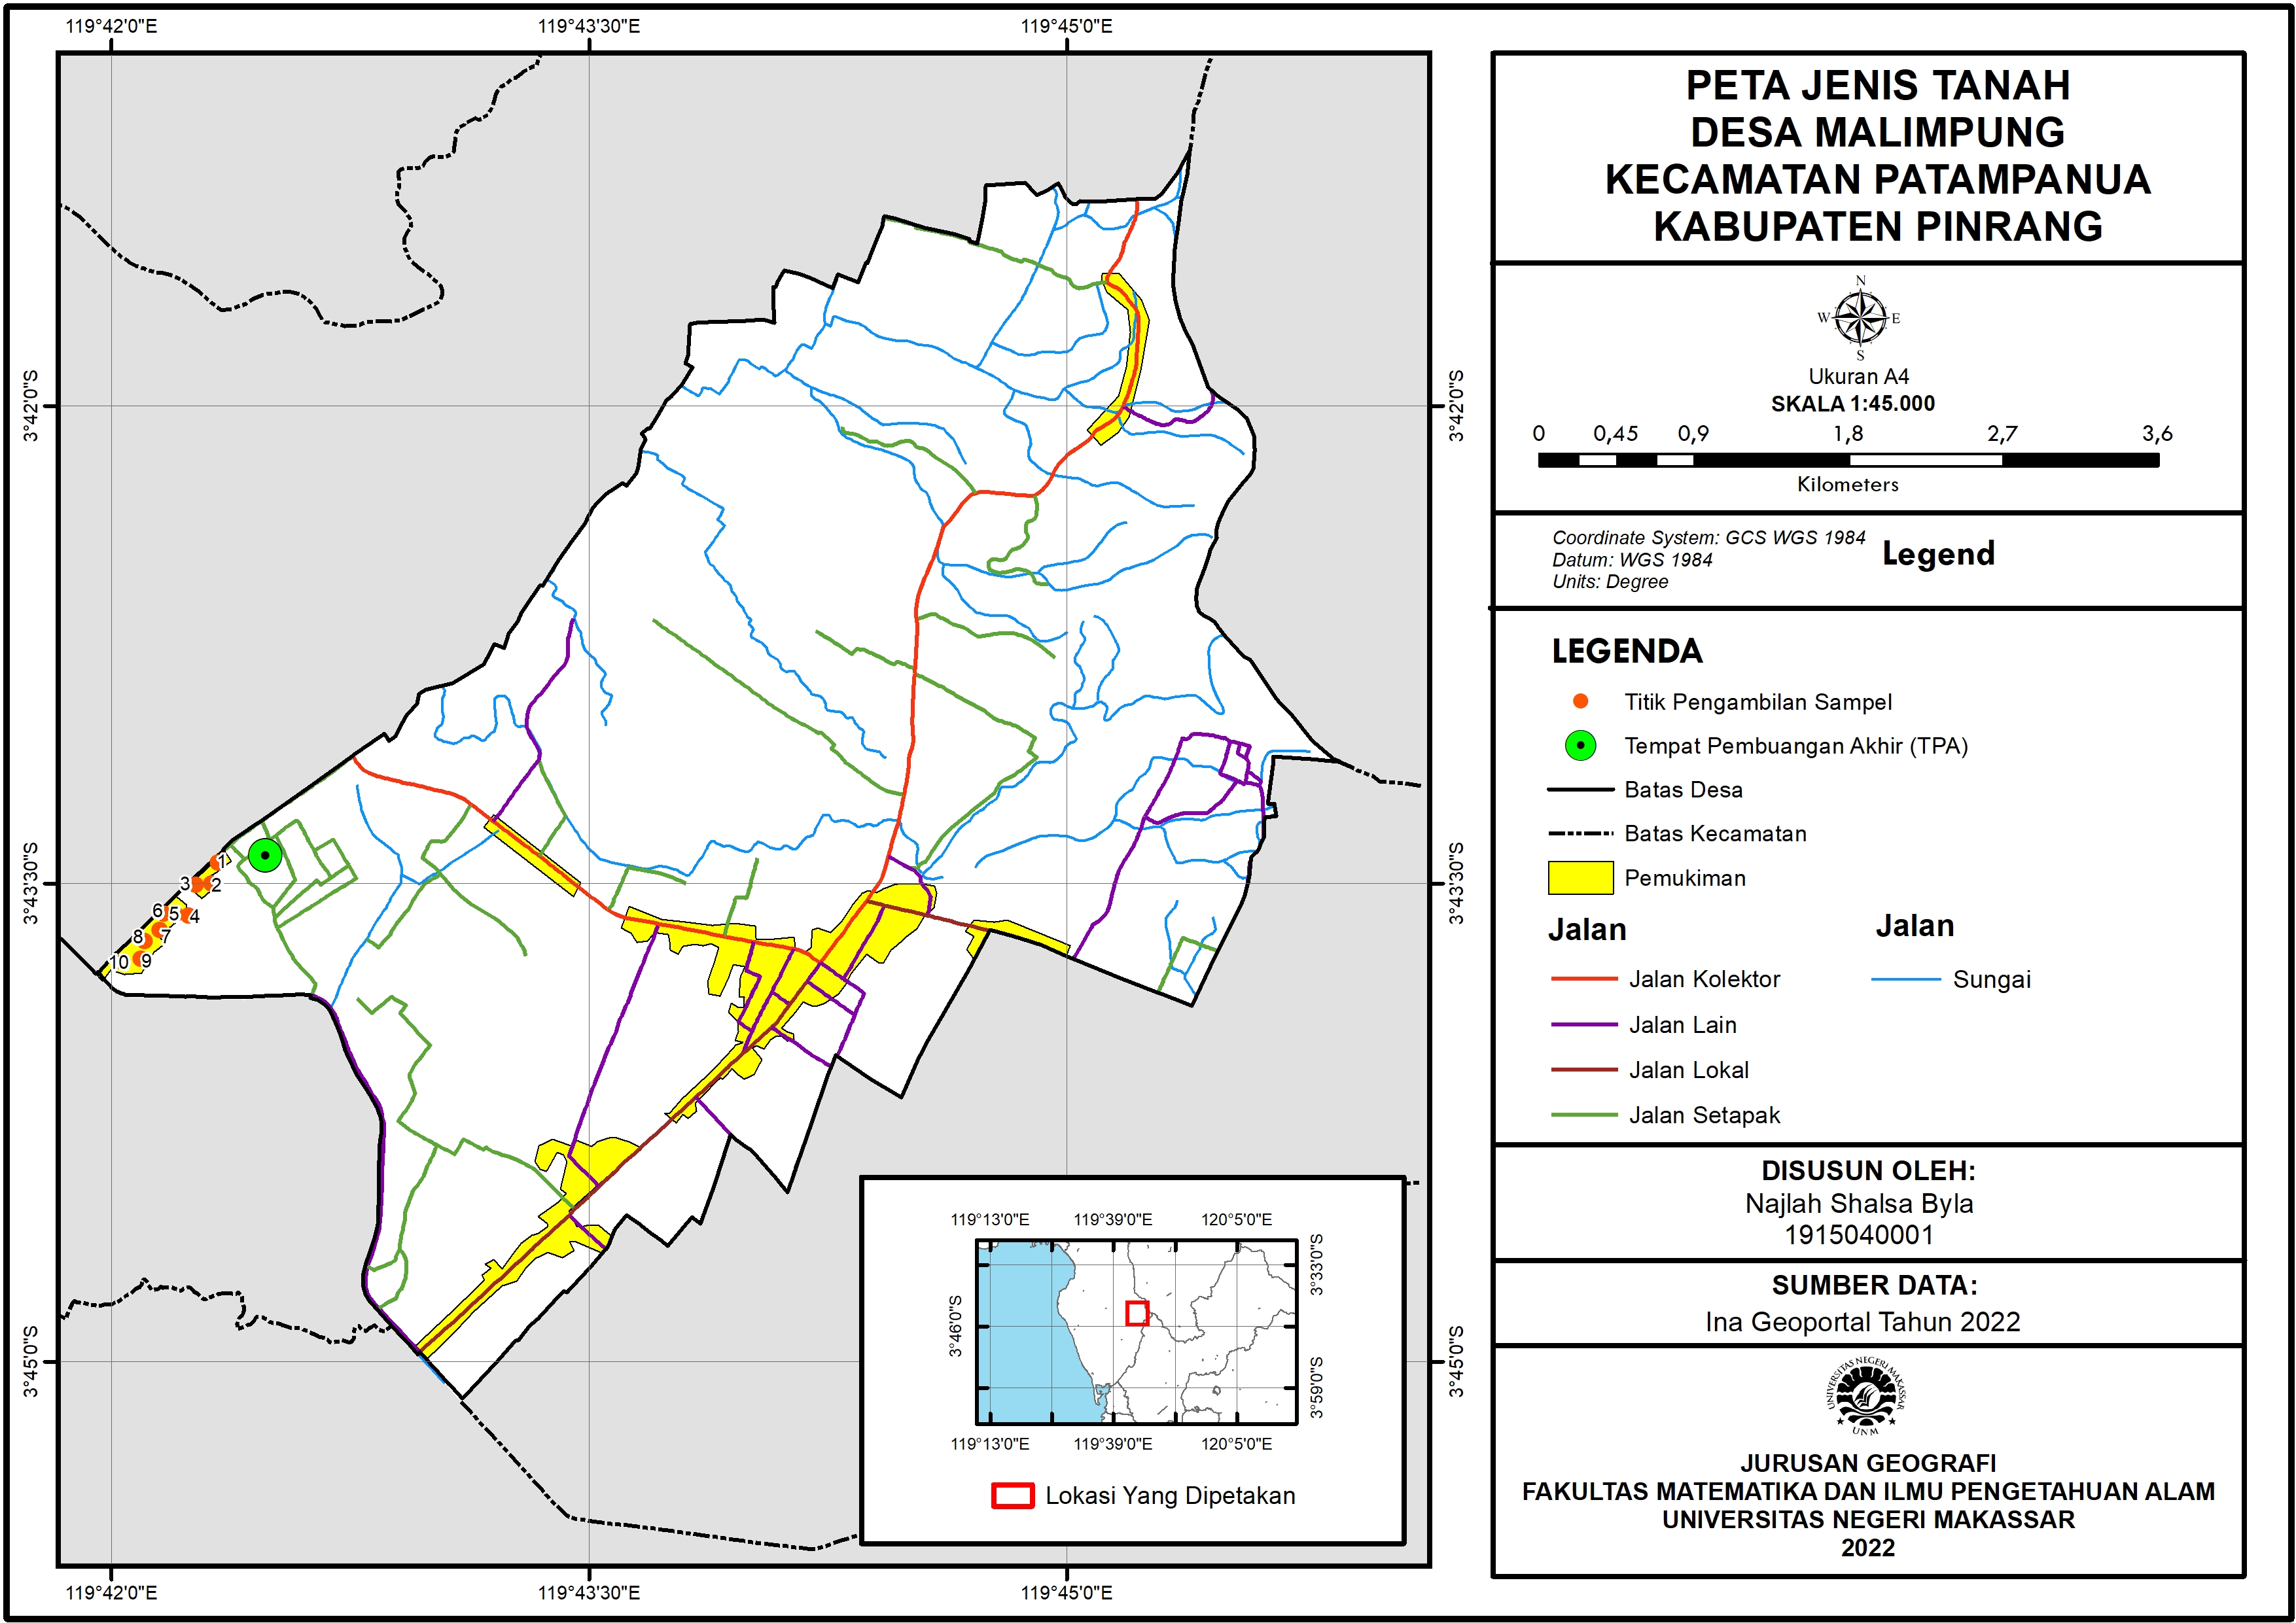 119°42'0"E 119°43'30"E 119°45'0"E
3°42'0"S 3°42'0"S
3°43'30"S 3°43'30"S
3°45'0"S 3°45'0"S
1
3 2
6 5 4
8 7
10 9
119°42'0"E 119°43'30"E 119°45'0"E
119°13'0"E 119°39'0"E 120°5'0"E
3°46'0"S 3°33'0"S
3°59'0"S
119°13'0"E 119°39'0"E 120°5'0"E
Lokasi Yang Dipetakan
PETA JENIS TANAH
DESA MALIMPUNG
KECAMATAN PATAMPANUA
KABUPATEN PINRANG
N
W E
S
Ukuran A4
SKALA 1:45.000
0 0,45 0,9 1,8 2,7 3,6
Kilometers
Coordinate System: GCS WGS 1984
Datum: WGS 1984
Units: Degree
Legend
LEGENDA
Titik Pengambilan Sampel
Tempat Pembuangan Akhir (TPA)
Batas Desa
Batas Kecamatan
Pemukiman
Jalan
Jalan Kolektor
Jalan Lain
Jalan Lokal
Jalan Setapak
Jalan
Sungai
DISUSUN OLEH:
Najlah Shalsa Byla
1915040001
SUMBER DATA:
Ina Geoportal Tahun 2022
UNIVERSITAS NEGERI MAKASSAR
UNM
JURUSAN GEOGRAFI
FAKULTAS MATEMATIKA DAN ILMU PENGETAHUAN ALAM
UNIVERSITAS NEGERI MAKASSAR
2022